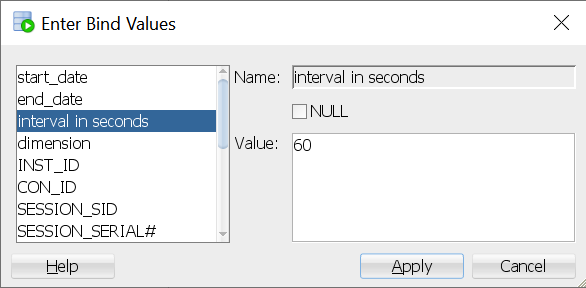 Enter Bind Values
start_date
end_date
interval in seconds
dimension
INST_ID
CON_ID
SESSION_SID
SESSION_SERIAL#
Name: interval in seconds
NULL
Value: 60
Help Apply Cancel